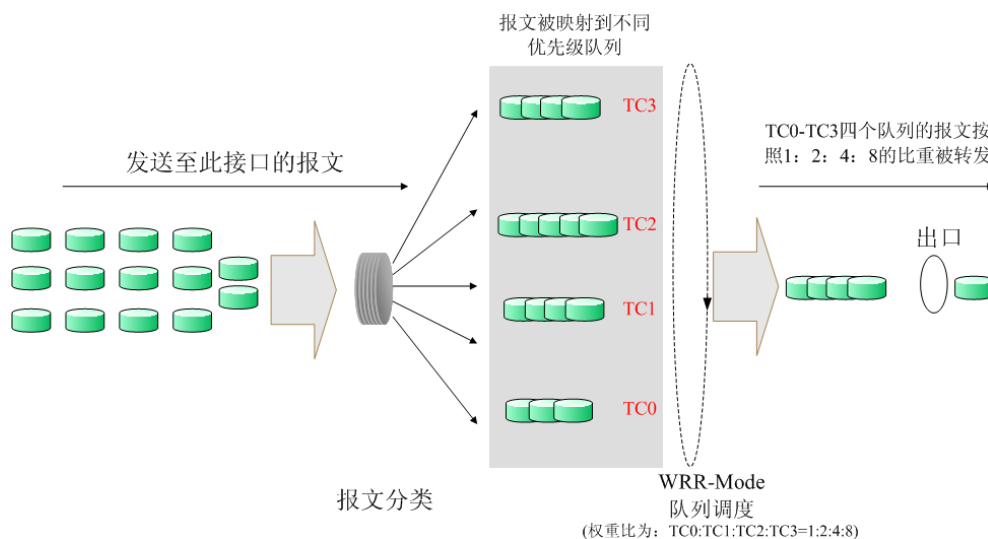 报文被映射到不同
优先级队列
TC3
TC0-TC3四个队列的报文按
照1：2：4：8的比重被转发
发送至此接口的报文
TC2
出口
TC1
TC0
WRR-Mode
报文分类
队列调度
(权重比为：TC0:TC1:TC2:TC3=1:2:4:8)